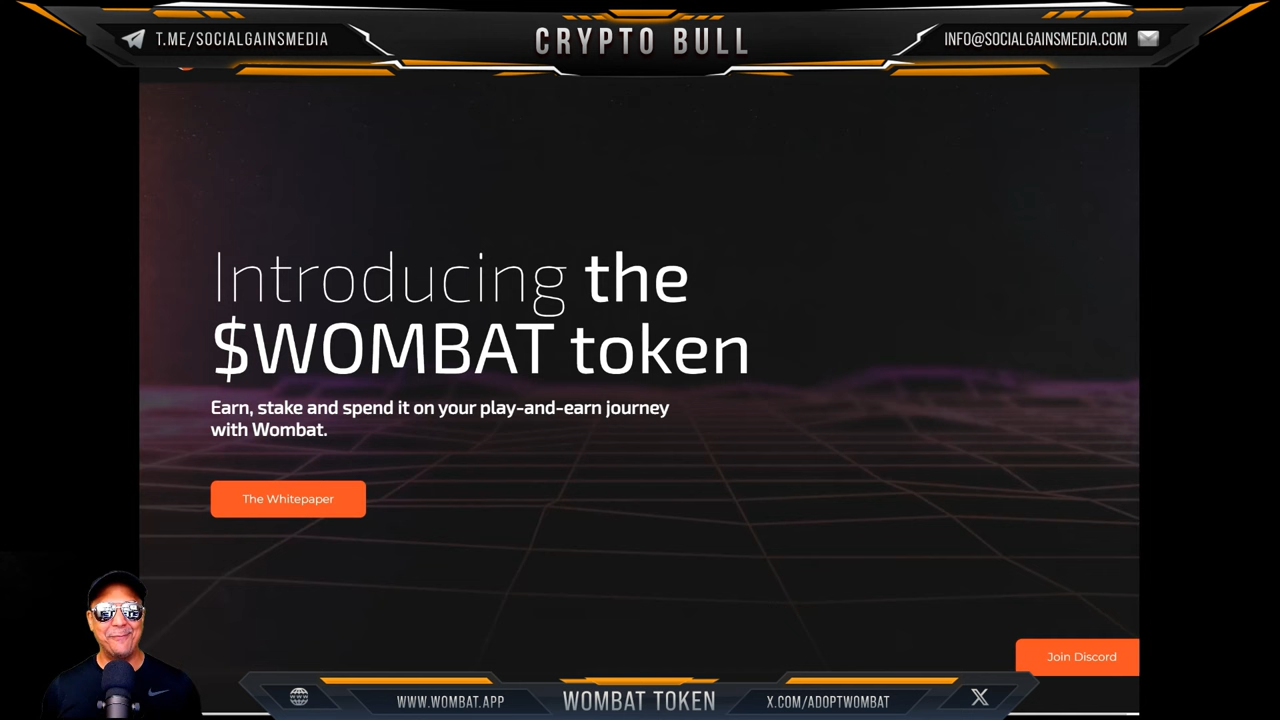 T.ME/SOCIALGAINSMEDIA
CRYPTO BULL
INFO@SOCIALGAINSMEDIA.COM
Introducing the
$WOMBAT token
Earn, stake and spend it on your play-and-earn journey
with Wombat.
The Whitepaper
Join Discord
WWW.WOMBAT.APP
WOMBAT TOKEN
X.COM/ADOPTWOMBAT